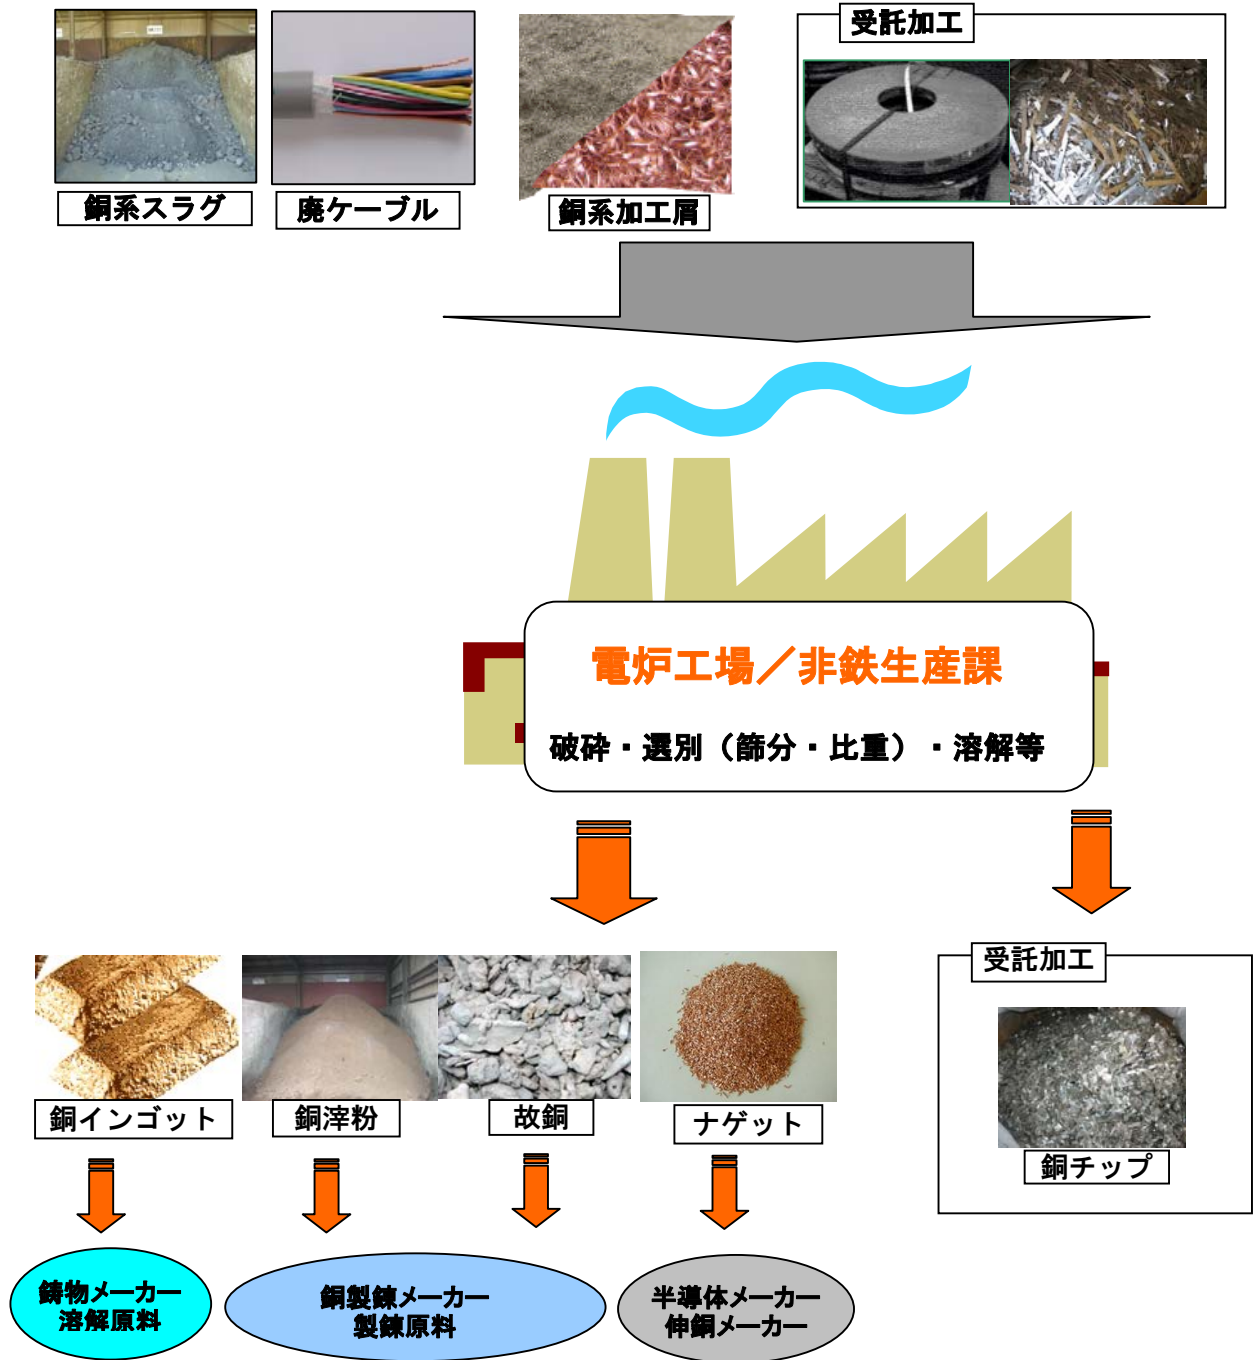 受託加工
銅系スラグ
廃ケーブル
銅系加工屑
電炉工場／非鉄生産課
破砕・選別（篩分・比重）・溶解等
受託加工
銅インゴット
銅滓粉
故銅
ナゲット
銅チップ
鋳物メーカー
溶解原料
銅製錬メーカー
製錬原料
半導体メーカー
伸銅メーカー